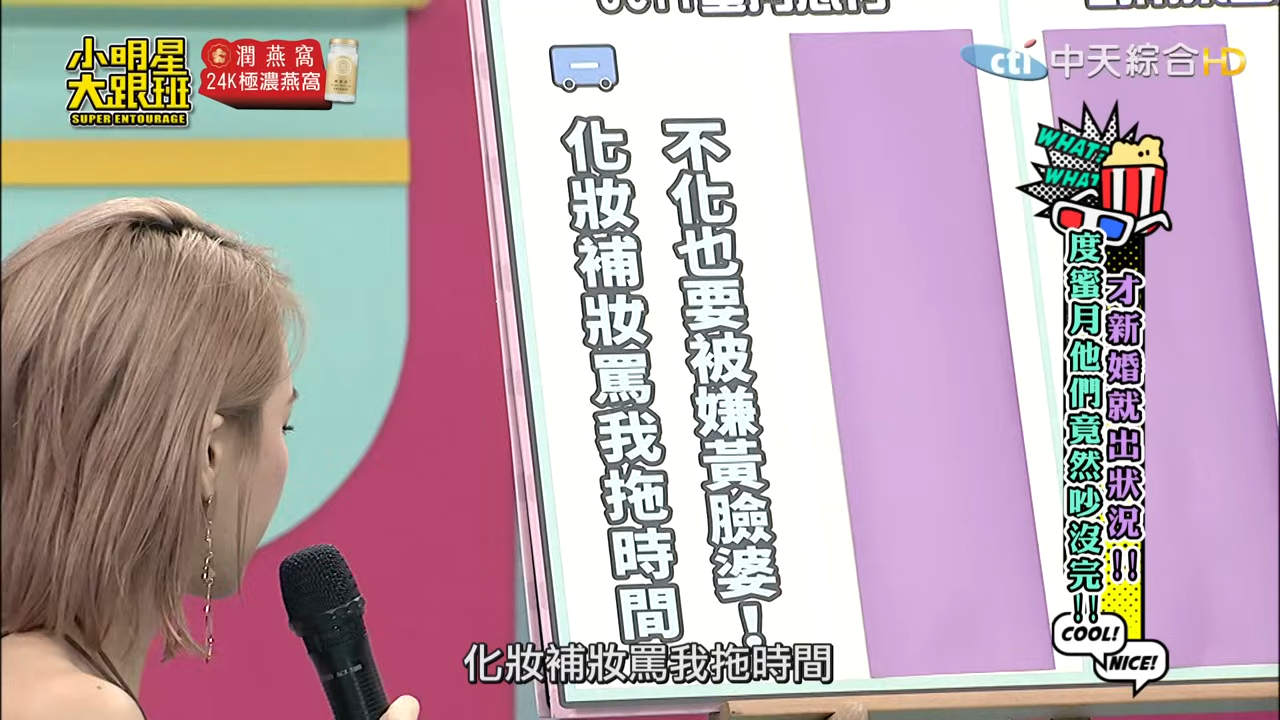 小明星
大跟班
SUPER ENTOURAGE
潤燕窩
24K極濃燕窩
cti 中天綜合HD
不化也要被嫌黃臉婆!
化妝補妝罵我拖時間
WHAT?
WHAT?
才新婚就出狀況!!
度蜜月他們竟然吵沒完!!
COOL!
NICE!
化妝補妝罵我拖時間